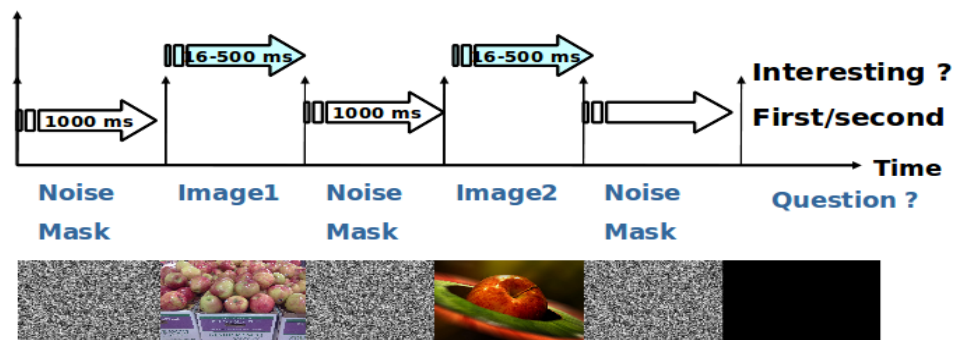 16-500 ms
16-500 ms
Interesting ?
1000 ms
1000 ms
First/second
Time
Noise
Mask
Image1
Noise
Mask
Image2
Noise
Mask
Question ?